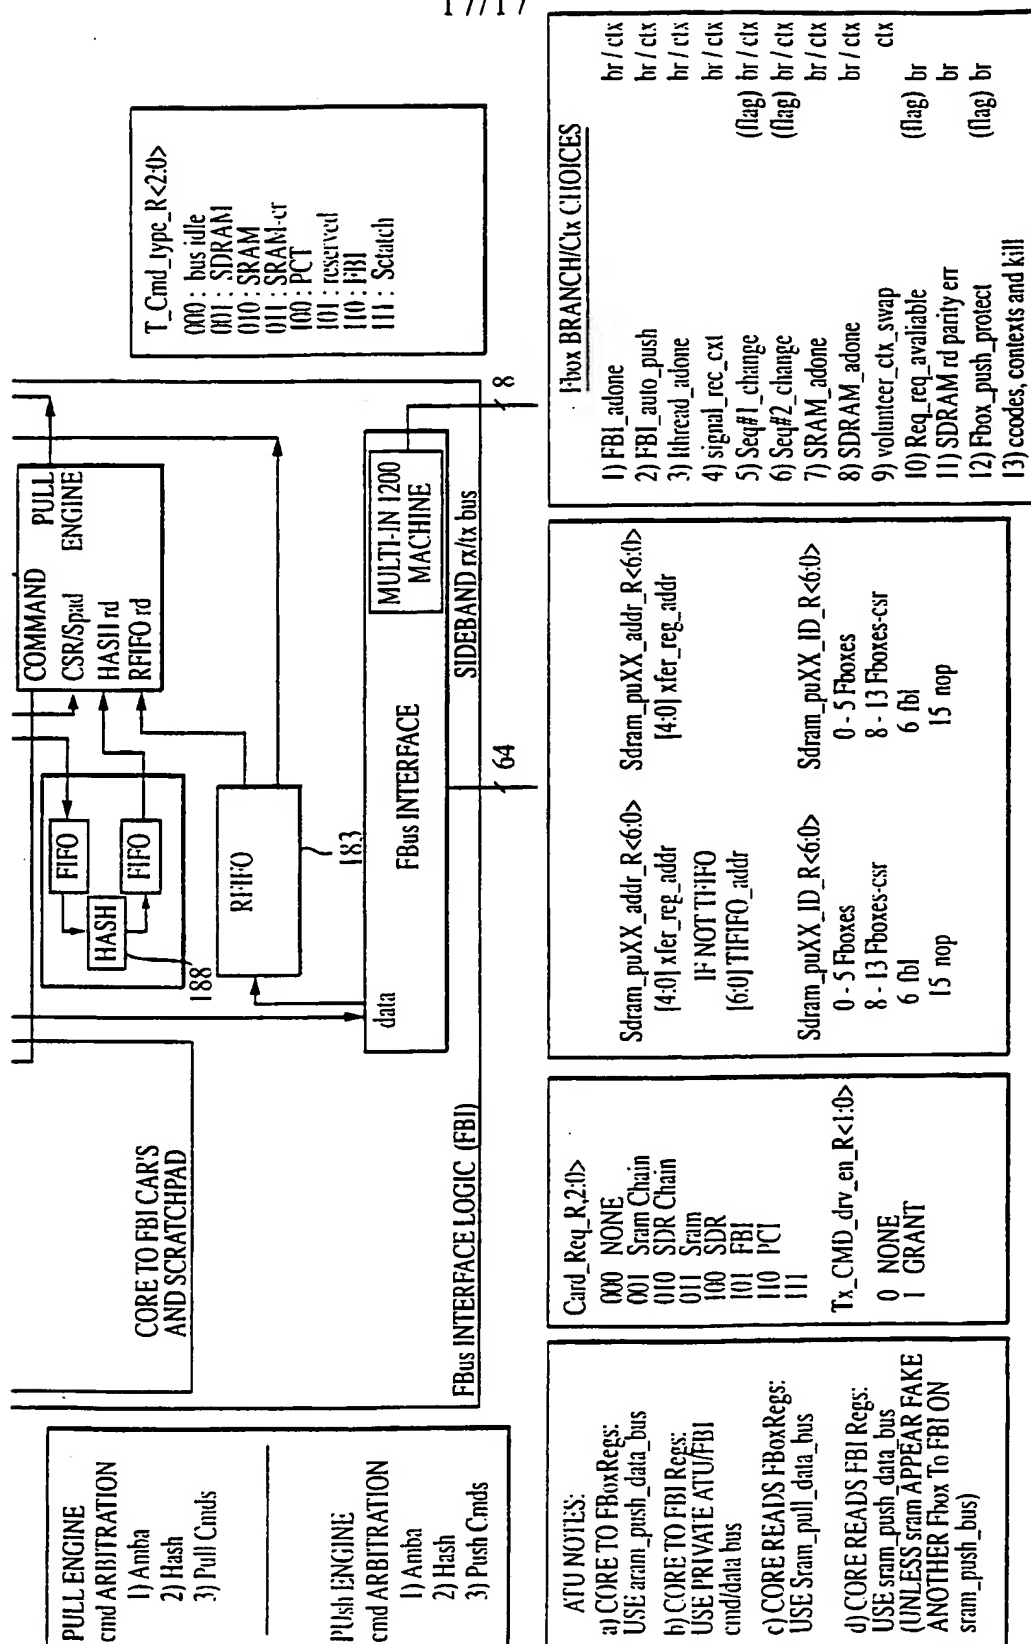 17/17
PULL ENGINE
cmd ARBITRATION
1) Amba
2) Hash
3) Pull Cmds
PUsh ENGINE
cmd ARBITRATION
1) Amba
2) Hash
3) Push Cmds
CORE TO FBI CAR'S
AND SCRATCHPAD
FBus INTERFACE LOGIC (FBI)
FIFO
HASH
FIFO
188
COMMAND
CSR/Spad
HASH rd
RFIFO rd
PULL
ENGINE
RFIFO
183
data
FBus INTERFACE
MULTI-IN 1200
MACHINE
SIDEBAND rx/tx bus
64
8
T_Cmd_type_R<2:0>
000 : bus idle
001 : SDRAM
010 : SRAM
011 : SRAM-cr
100 : PCT
101 : reserved
110 : FBI
111 : Sctatch
ATU NOTES:
a) CORE TO FBoxRegs:
USE aram_push_data_bus
b) CORE TO FBI Regs:
USE PRIVATE ATU/FBI
cmd/data bus
c) CORE READS FBoxRegs:
USE Sram_pull_data_bus
d) CORE READS FBI Regs:
USE sram_push_data_bus
(UNLESS sram APPEAR FAKE
ANOTHER Fbox To FBI ON
sram_push_bus)
Card_Req_R,2:0>
000 NONE
001 Sram Chain
010 SDR Chain
011 Sram
100 SDR
101 FBI
110 PCI
111
Tx_CMD_drv_en_R<1:0>
0 NONE
1 GRANT
Sdram_puXX_addr_R<6:0>
[4:0] xfer_reg_addr
IF NOT TFIFO
[6:0] TFIFIFO_addr
Sdram_puXX_ID_R<6:0>
0 - 5 Fboxes
8 - 13 Fboxes-csr
6 fbl
15 nop
Sdram_puXX_addr_R<6:0>
[4:0] xfer_reg_addr
Sdram_puXX_ID_R<6:0>
0 - 5 Fboxes
8 - 13 Fboxes-csr
6 fbl
15 nop
Fbox BRANCH/Ctx CHOICES
1) FBI_adone br / ctx
2) FBI_auto_push br / ctx
3) Ithread_adone br / ctx
4) signal_rec_cxt br / ctx
5) Seq#1_change (flag) br / ctx
6) Seq#2_change (flag) br / ctx
7) SRAM_adone br / ctx
8) SDRAM_adone br / ctx
9) volunteer_ctx_swap ctx
10) Req_req_avaliable (flag) br
11) SDRAM rd parity err br
12) Fbox_push_protect (flag) br
13) ccodes, contexts and kill